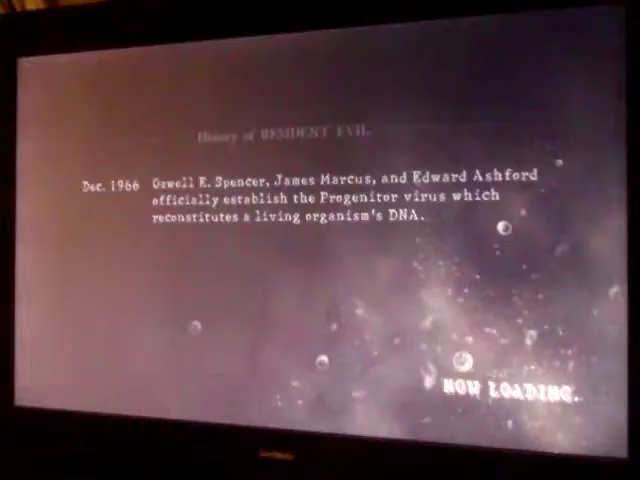 History of RESIDENT EVIL
Dec. 1966 Oswell E. Spencer, James Marcus, and Edward Ashford
officially establish the Progenitor virus which
reconstitutes a living organism's DNA.
NOW LOADING.